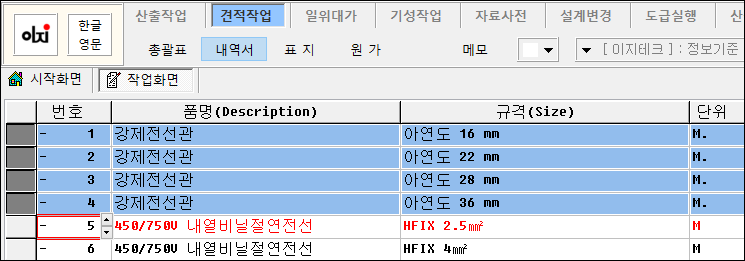 이지 한글 영문
산출작업 견적작업 일위대가 기성작업 자료사전 설계변경 도급실행
총괄표 내역서 표 지 원 가 메모 [ 이지테크 ] : 정보기준
시작화면 작업화면
번호 품명(Description) 규격(Size) 단위
- 1 강제전선관 아연도 16 mm M.
- 2 강제전선관 아연도 22 mm M.
- 3 강제전선관 아연도 28 mm M.
- 4 강제전선관 아연도 36 mm M.
- 5 450/750V 내열비닐절연전선 HFIX 2.5㎟ M
- 6 450/750V 내열비닐절연전선 HFIX 4㎟ M